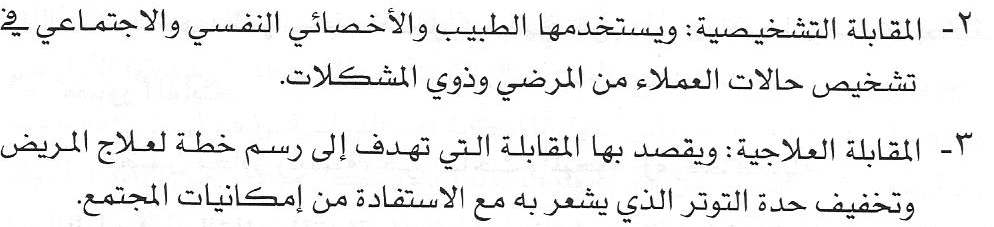 ٢- المقابلة التشخيصية: ويستخدمها الطبيب والأخصائي النفسي والاجتماعي في
تشخيص حالات العملاء من المرضي وذوي المشكلات.
٣- المقابلة العلاجية: ويقصد بها المقابلة التي تهدف إلى رسم خطة لعلاج المريض
وتخفيف حدة التوتر الذي يشعر به مع الاستفادة من إمكانيات المجتمع.